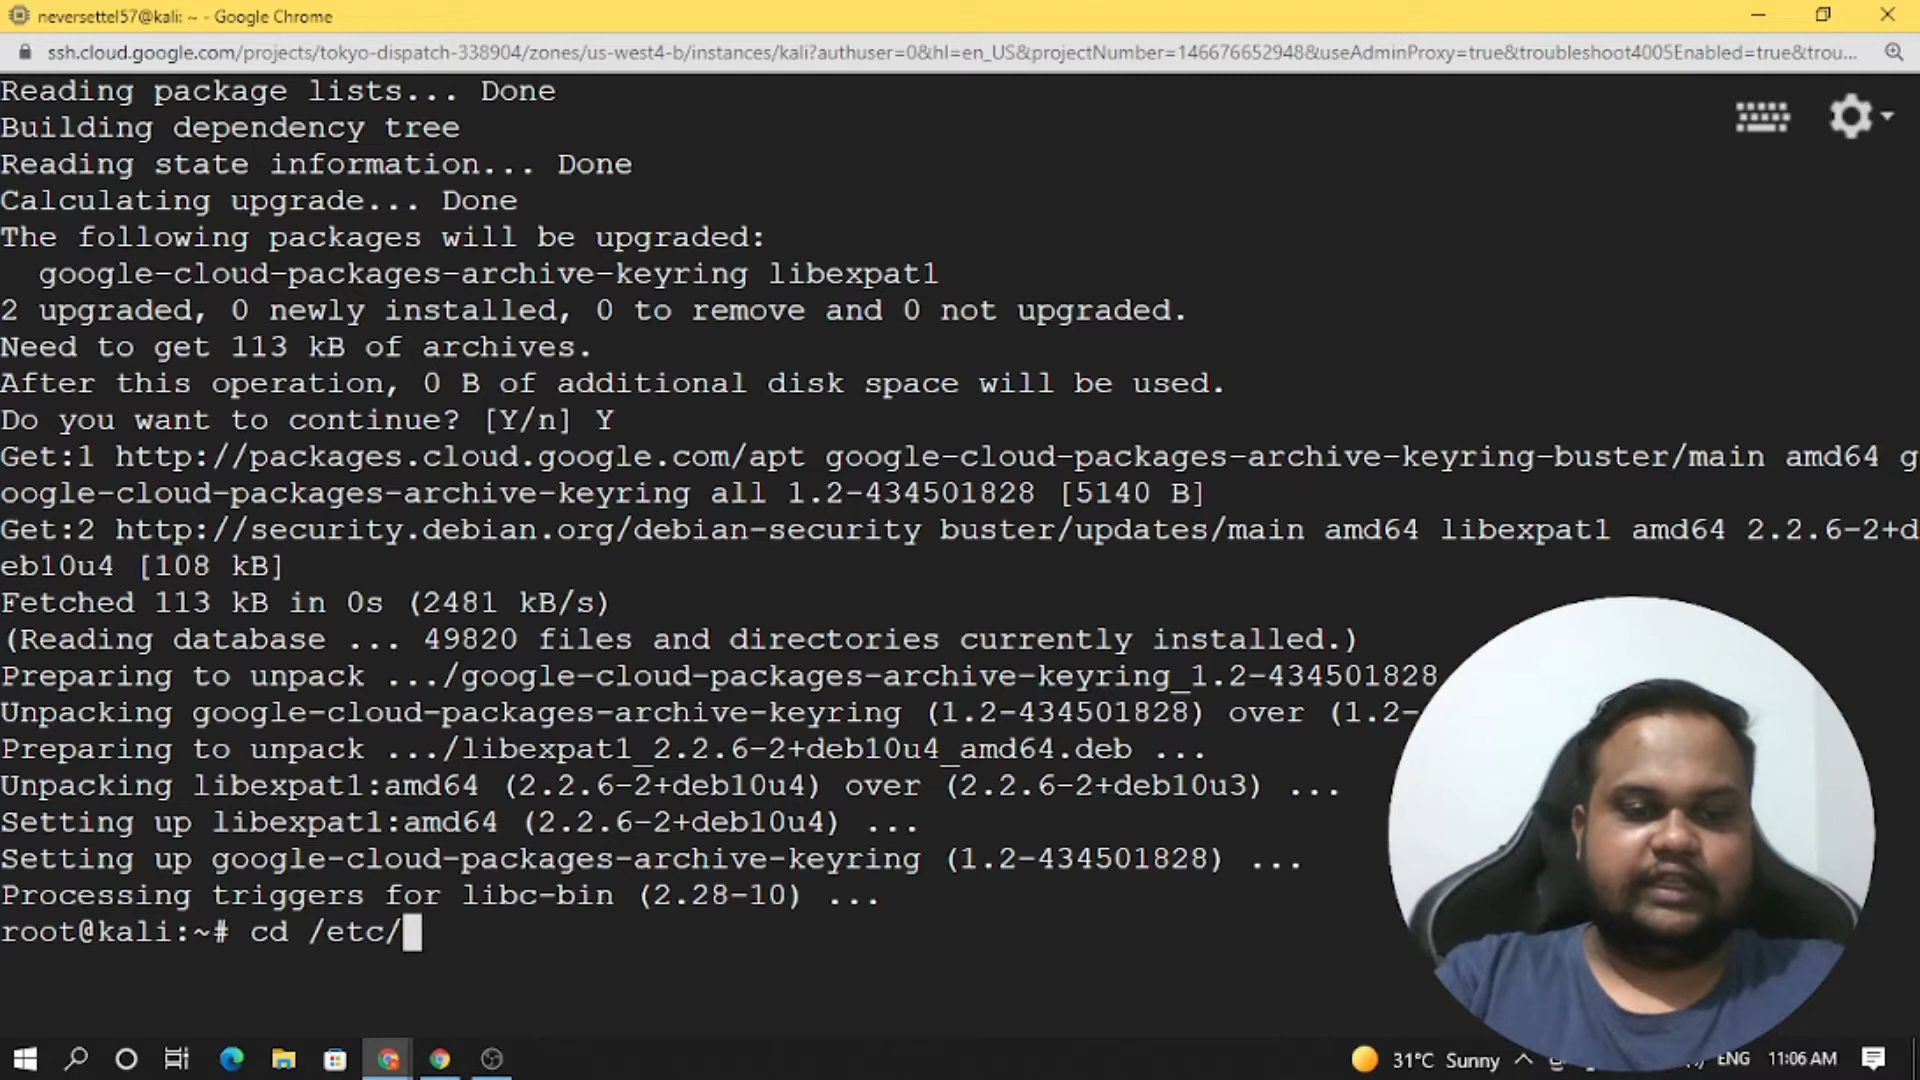 neversettel57@kali: ~ - Google Chrome
ssh.cloud.google.com/projects/tokyo-dispatch-338904/zones/us-west4-b/instances/kali?authuser=0&hl=en_US&projectNumber=146676652948&useAdminProxy=true&troubleshoot4005Enabled=true&trou...
Reading package lists... Done
Building dependency tree
Reading state information... Done
Calculating upgrade... Done
The following packages will be upgraded:
google-cloud-packages-archive-keyring libexpat1
2 upgraded, 0 newly installed, 0 to remove and 0 not upgraded.
Need to get 113 kB of archives.
After this operation, 0 B of additional disk space will be used.
Do you want to continue? [Y/n] Y
Get:1 http://packages.cloud.google.com/apt google-cloud-packages-archive-keyring-buster/main amd64 g
oogle-cloud-packages-archive-keyring all 1.2-434501828 [5140 B]
Get:2 http://security.debian.org/debian-security buster/updates/main amd64 libexpat1 amd64 2.2.6-2+d
eb10u4 [108 kB]
Fetched 113 kB in 0s (2481 kB/s)
(Reading database ... 49820 files and directories currently installed.)
Preparing to unpack .../google-cloud-packages-archive-keyring_1.2-434501828
Unpacking google-cloud-packages-archive-keyring (1.2-434501828) over (1.2-
Preparing to unpack .../libexpat1_2.2.6-2+deb10u4_amd64.deb ...
Unpacking libexpat1:amd64 (2.2.6-2+deb10u4) over (2.2.6-2+deb10u3) ...
Setting up libexpat1:amd64 (2.2.6-2+deb10u4) ...
Setting up google-cloud-packages-archive-keyring (1.2-434501828) ...
Processing triggers for libc-bin (2.28-10) ...
root@kali:~# cd /etc/
31°C Sunny ENG 11:06 AM